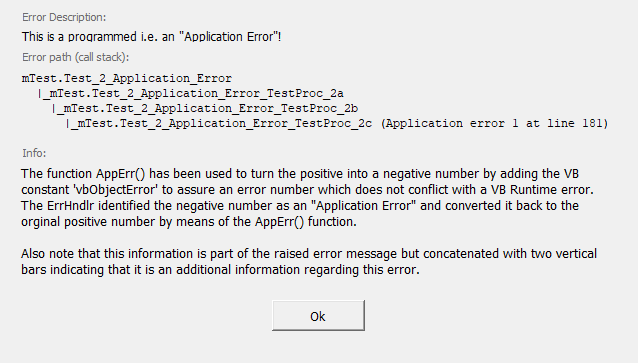 Error Description:
This is a programmed i.e. an "Application Error"!
Error path (call stack):
mTest.Test_2_Application_Error
|_mTest.Test_2_Application_Error_TestProc_2a
|_mTest.Test_2_Application_Error_TestProc_2b
|_mTest.Test_2_Application_Error_TestProc_2c (Application error 1 at line 181)
Info:
The function AppErr() has been used to turn the positive into a negative number by adding the VB
constant 'vbObjectError' to assure an error number which does not conflict with a VB Runtime error.
The ErrHndlr identified the negative number as an "Application Error" and converted it back to the
orginal positive number by means of the AppErr() function.
Also note that this information is part of the raised error message but concatenated with two vertical
bars indicating that it is an additional information regarding this error.
Ok